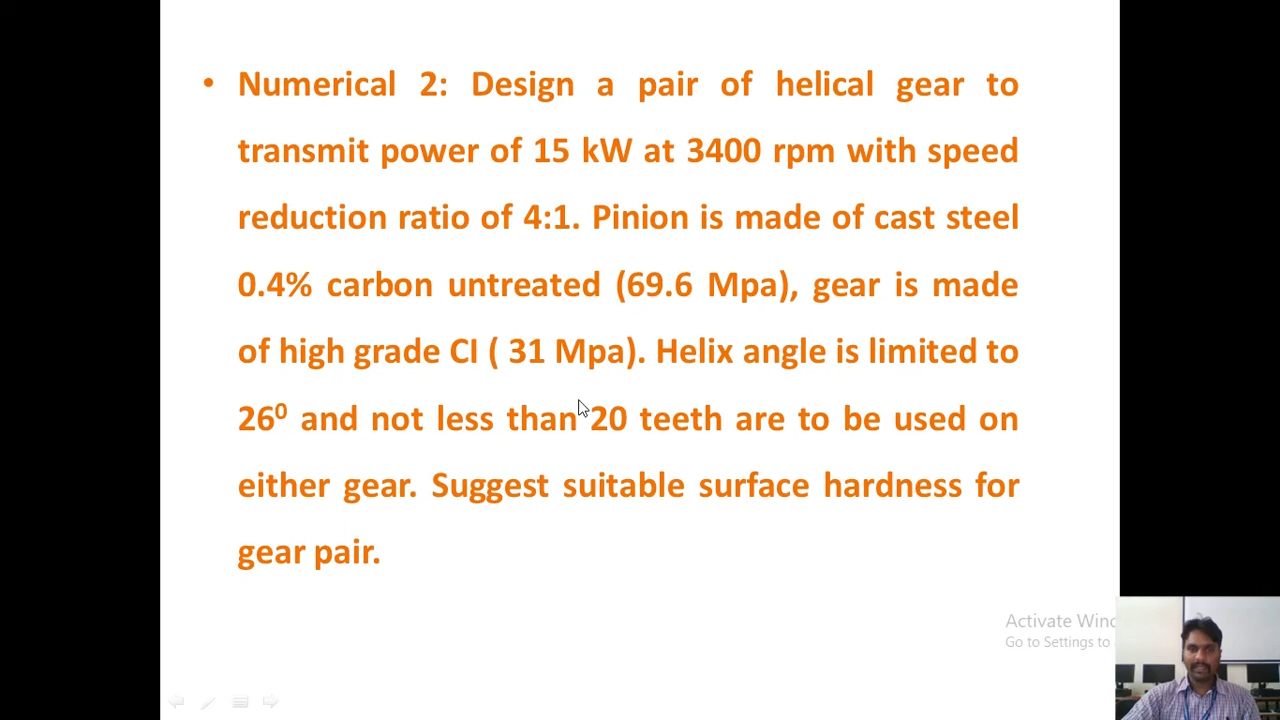 • Numerical 2: Design a pair of helical gear to
transmit power of 15 kW at 3400 rpm with speed
reduction ratio of 4:1. Pinion is made of cast steel
0.4% carbon untreated (69.6 Mpa), gear is made
of high grade CI ( 31 Mpa). Helix angle is limited to
26⁰ and not less than 20 teeth are to be used on
either gear. Suggest suitable surface hardness for
gear pair.
Activate Winc
Go to Settings to